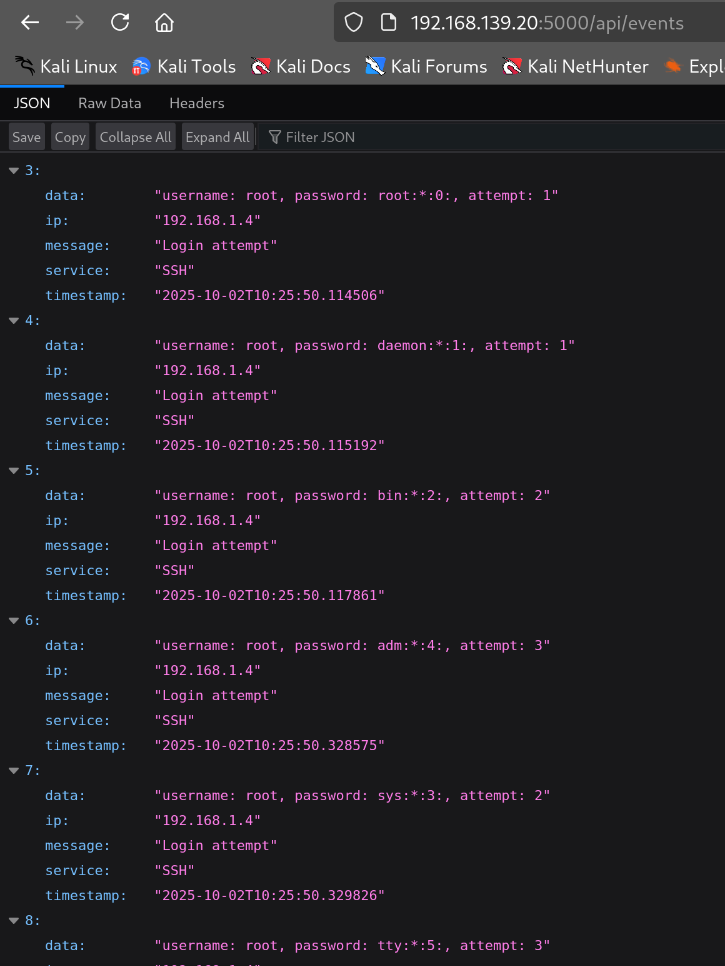 192.168.139.20:5000/api/events
Kali Linux Kali Tools Kali Docs Kali Forums Kali NetHunter Expl
JSON Raw Data Headers
Save Copy Collapse All Expand All Filter JSON
3:
data: "username: root, password: root:*:0:, attempt: 1"
ip: "192.168.1.4"
message: "Login attempt"
service: "SSH"
timestamp: "2025-10-02T10:25:50.114506"
4:
data: "username: root, password: daemon:*:1:, attempt: 1"
ip: "192.168.1.4"
message: "Login attempt"
service: "SSH"
timestamp: "2025-10-02T10:25:50.115192"
5:
data: "username: root, password: bin:*:2:, attempt: 2"
ip: "192.168.1.4"
message: "Login attempt"
service: "SSH"
timestamp: "2025-10-02T10:25:50.117861"
6:
data: "username: root, password: adm:*:4:, attempt: 3"
ip: "192.168.1.4"
message: "Login attempt"
service: "SSH"
timestamp: "2025-10-02T10:25:50.328575"
7:
data: "username: root, password: sys:*:3:, attempt: 2"
ip: "192.168.1.4"
message: "Login attempt"
service: "SSH"
timestamp: "2025-10-02T10:25:50.329826"
8:
data: "username: root, password: tty:*:5:, attempt: 3"